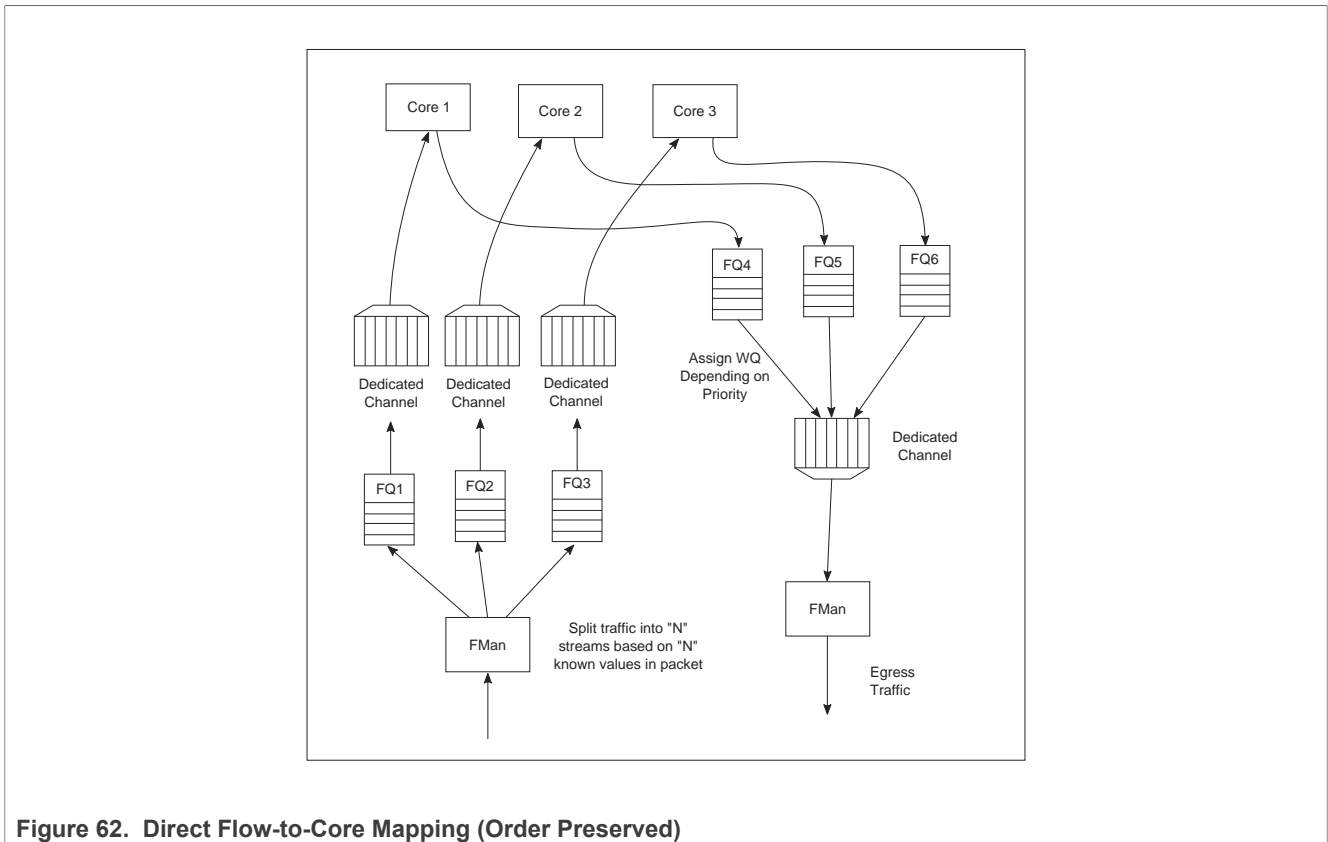 Core 1
Core 2
Core 3
FQ4
FQ5
FQ6
Assign WQ
Depending on
Priority
Dedicated
Channel
Dedicated
Channel
Dedicated
Channel
Dedicated
Channel
FQ1
FQ2
FQ3
FMan
Split traffic into "N"
streams based on "N"
known values in packet
FMan
Egress
Traffic
Figure 62. Direct Flow-to-Core Mapping (Order Preserved)